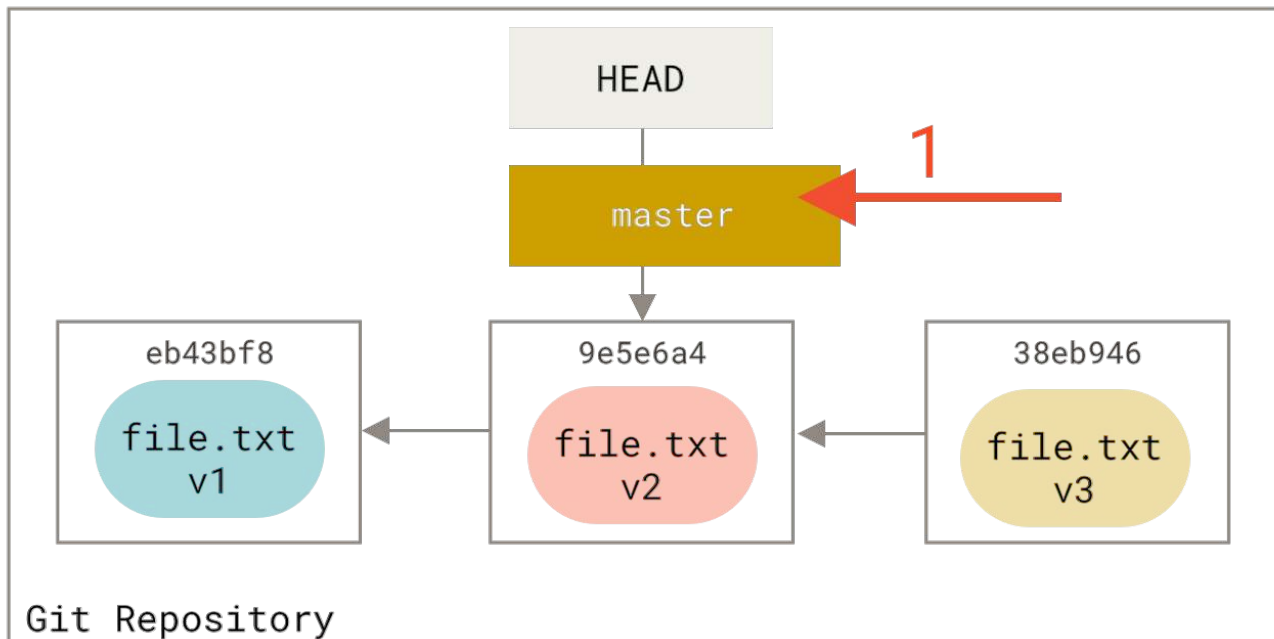 HEAD
1
master
eb43bf8
file.txt
v1
9e5e6a4
file.txt
v2
38eb946
file.txt
v3
Git Repository